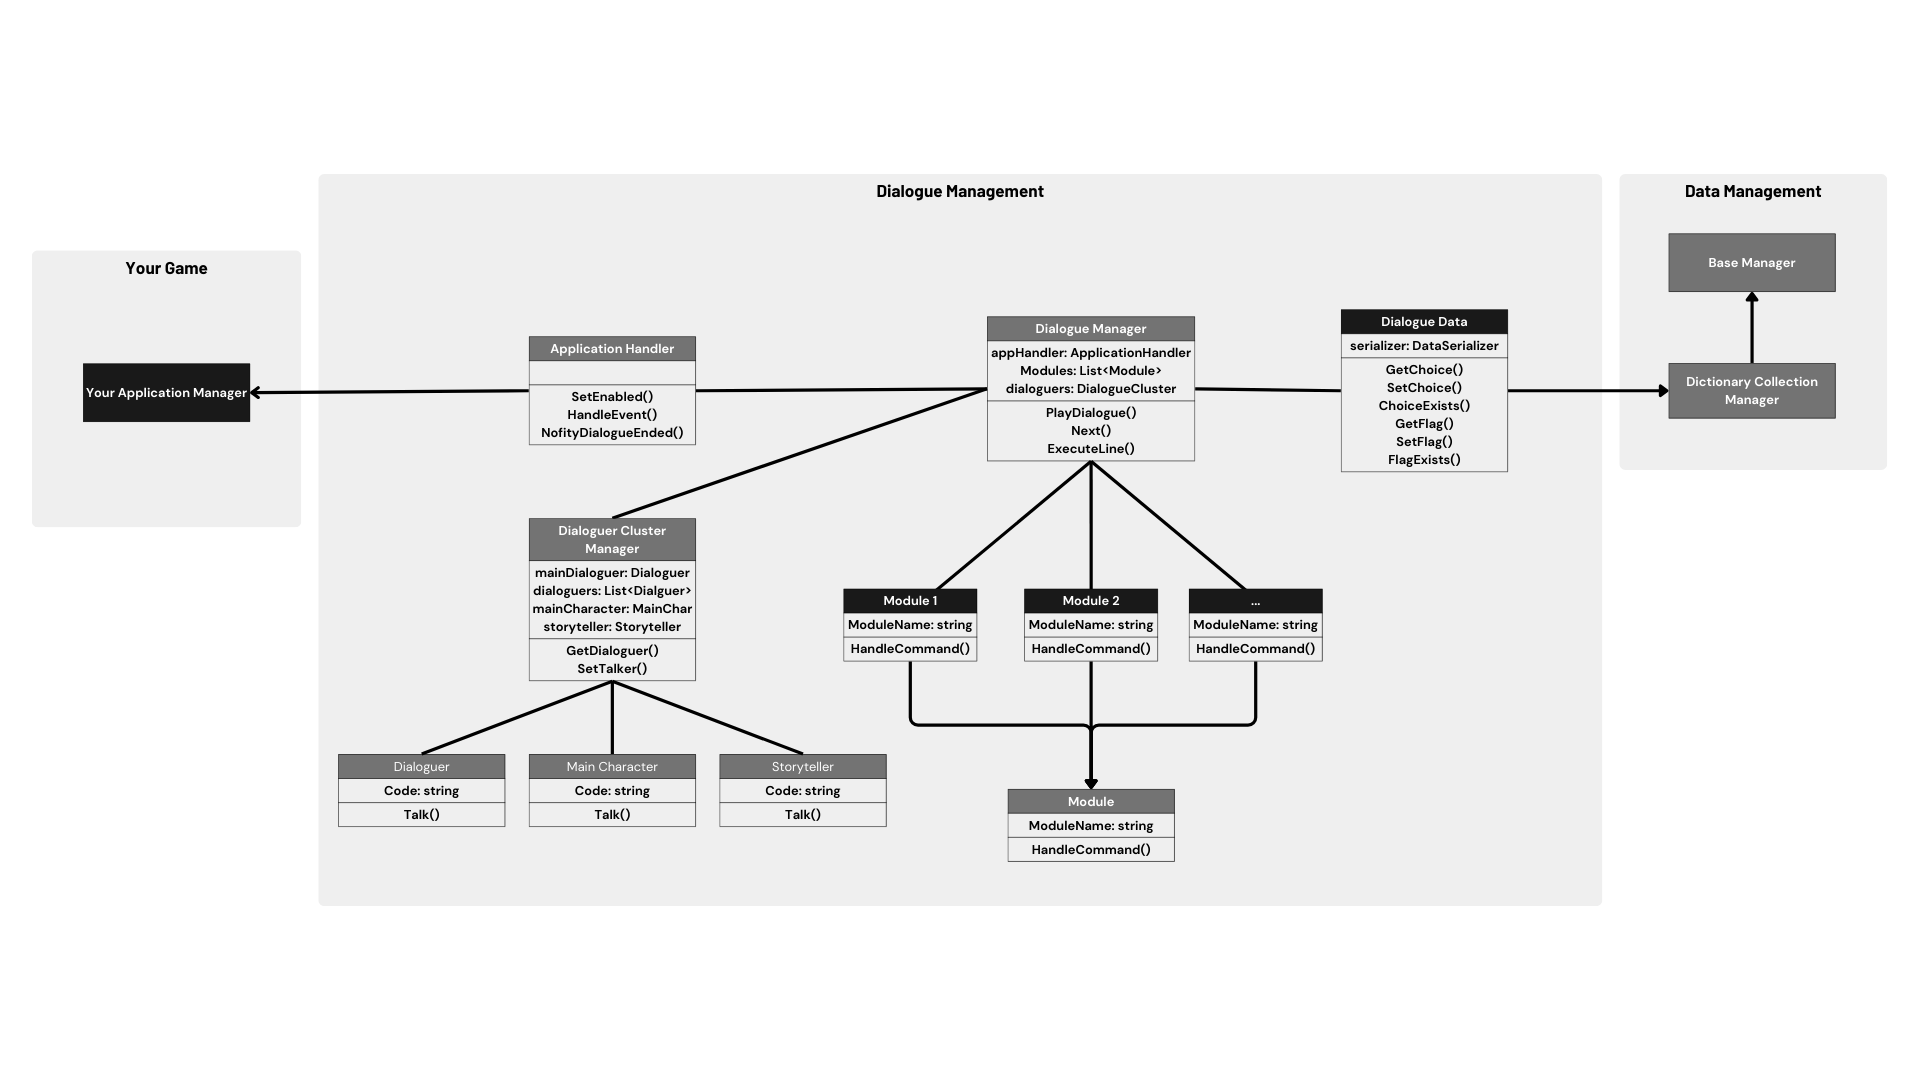 Dialogue Management
Data Management
Your Game
Base Manager
Your Application Manager
Application Handler
SetEnabled()
HandleEvent()
NofityDialogueEnded()
Dialogue Manager
appHandler: ApplicationHandler
Modules: List<Module>
dialoguers: DialogueCluster
PlayDialogue()
Next()
ExecuteLine()
Dialogue Data
serializer: DataSerializer
GetChoice()
SetChoice()
ChoiceExists()
GetFlag()
SetFlag()
FlagExists()
Dictionary Collection
Manager
Dialoguer Cluster
Manager
mainDialoguer: Dialoguer
dialoguers: List<Dialguer>
mainCharacter: MainChar
storyteller: Storyteller
GetDialoguer()
SetTalker()
Module 1
ModuleName: string
HandleCommand()
Module 2
ModuleName: string
HandleCommand()
...
ModuleName: string
HandleCommand()
Dialoguer
Code: string
Talk()
Main Character
Code: string
Talk()
Storyteller
Code: string
Talk()
Module
ModuleName: string
HandleCommand()